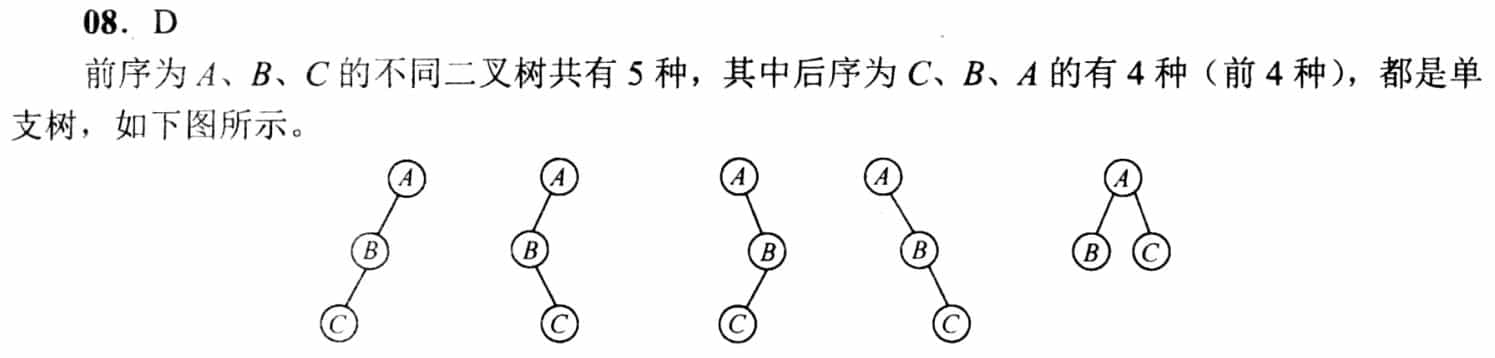 08. D
前序为 A、B、C 的不同二叉树共有 5 种，其中后序为 C、B、A 的有 4 种（前 4 种），都是单
支树，如下图所示。
A A A A A
B B B B B C
C C C C